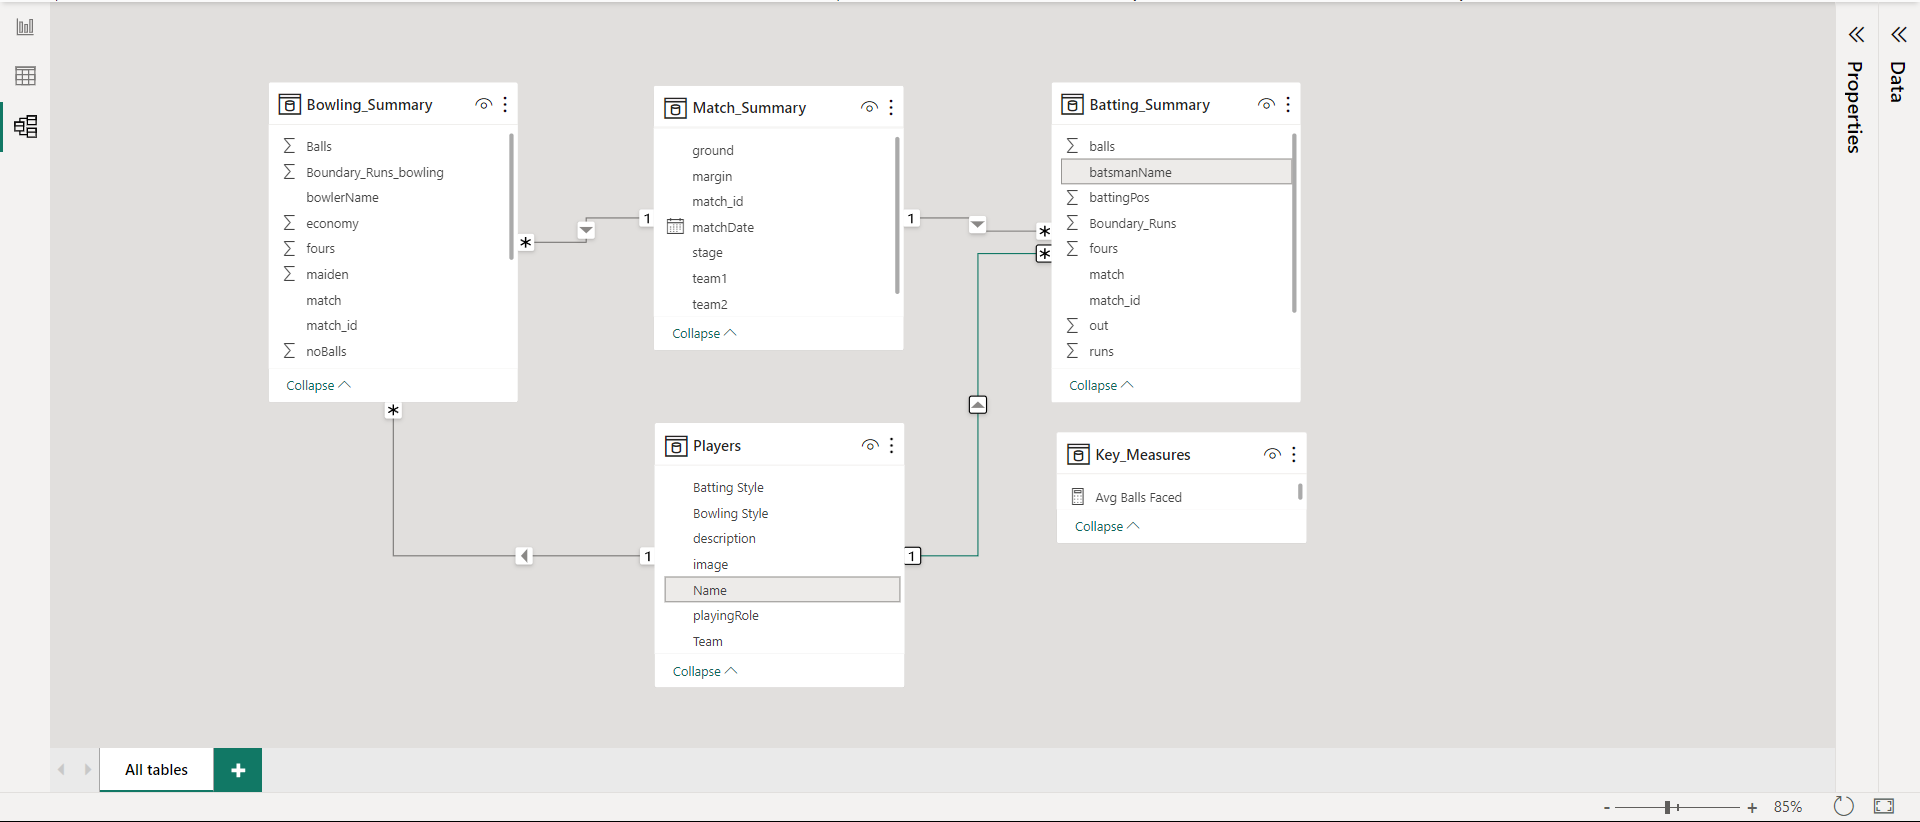 Bowling_Summary
Balls
Boundary_Runs_bowling
bowlerName
economy
fours
maiden
match
match_id
noBalls
Collapse
Match_Summary
ground
margin
match_id
matchDate
stage
team1
team2
Collapse
Batting_Summary
balls
batsmanName
battingPos
Boundary_Runs
fours
match
match_id
out
runs
Collapse
1
*
1
*
*
*
1
1
Players
Batting Style
Bowling Style
description
image
Name
playingRole
Team
Collapse
Key_Measures
Avg Balls Faced
Collapse
Properties
Data
All tables
+
- + 85%